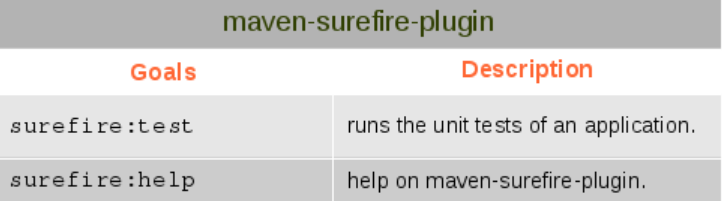 maven-surefire-plugin
Goals Description
surefire:test runs the unit tests of an application.
surefire:help help on maven-surefire-plugin.